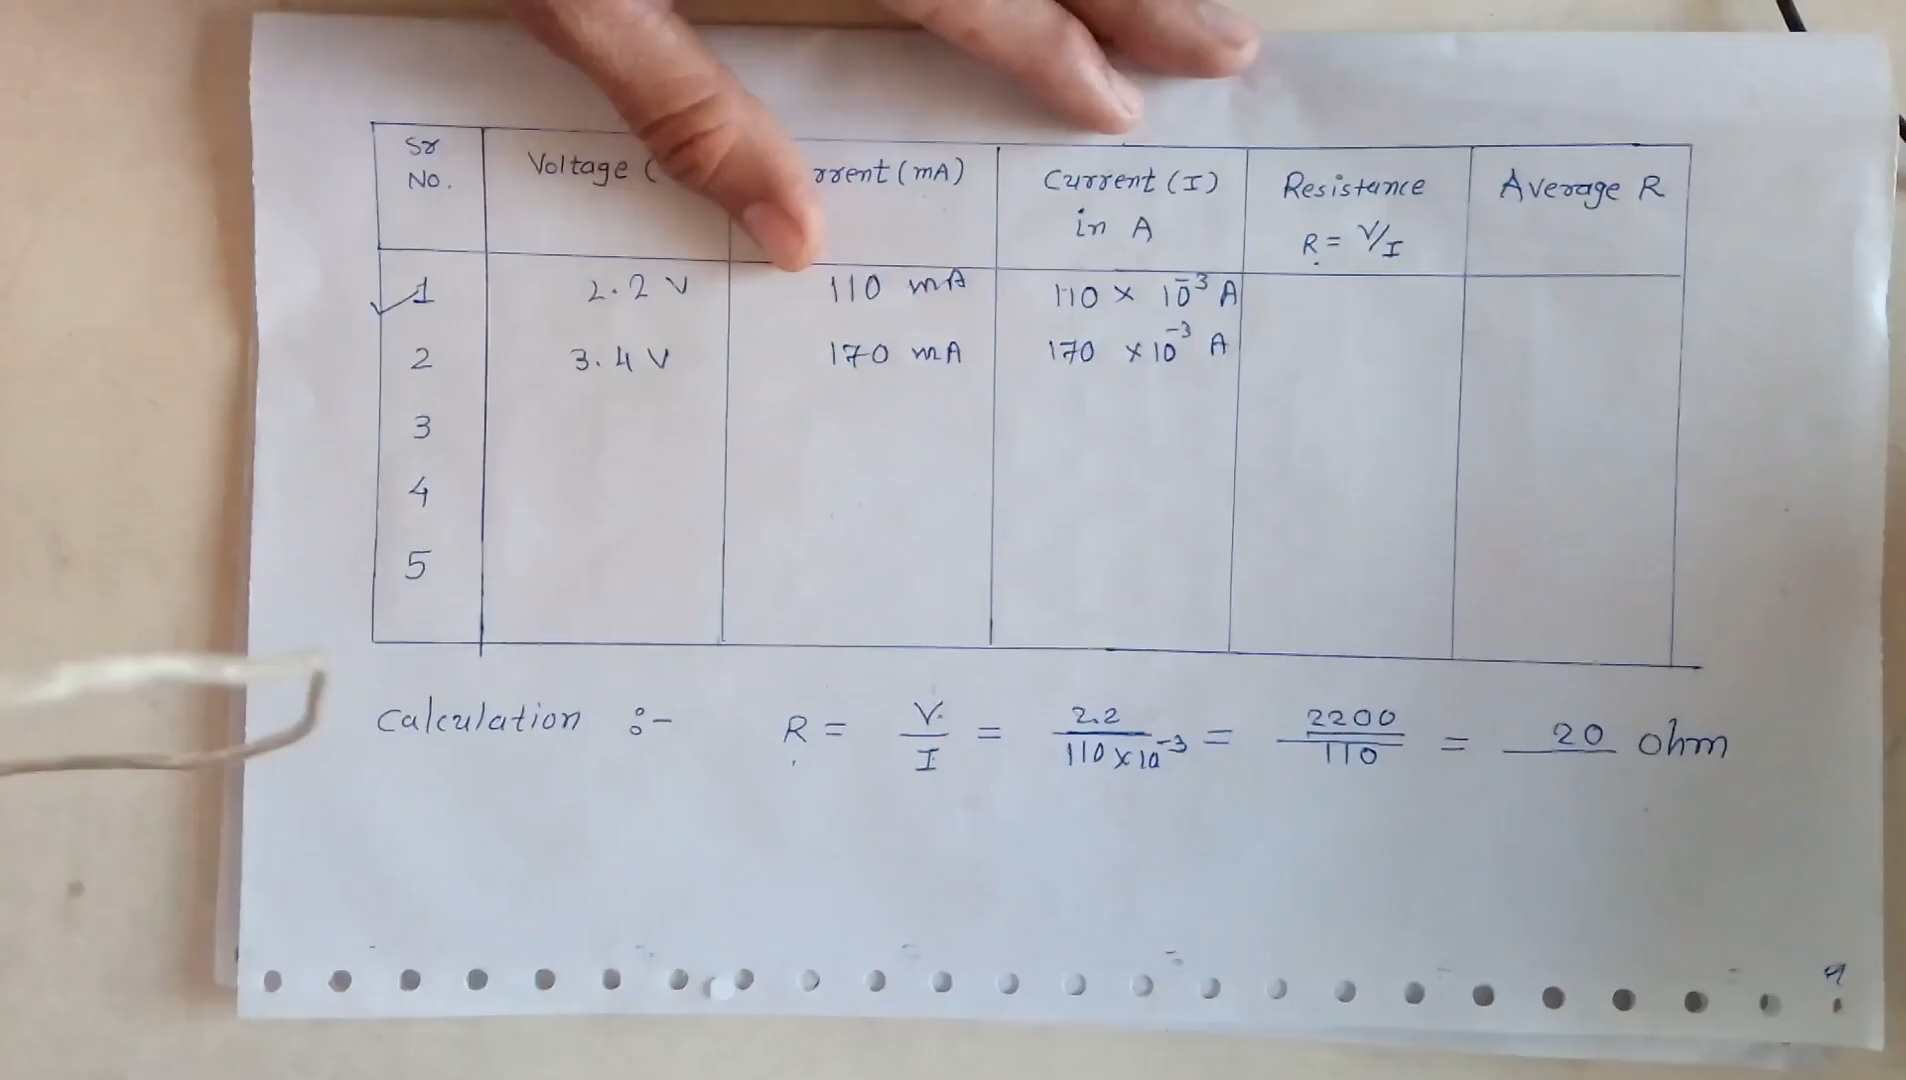 Sr No. Voltage ( rrent (mA) Current (I) in A Resistance R = V/I Average R
1 2.2 V 110 mA 110 × 10⁻³ A
2 3.4 V 170 mA 170 × 10⁻³ A
3
4
5
Calculation :- R = V/I = 2.2/110×10⁻³ = 2200/110 = 20 ohm